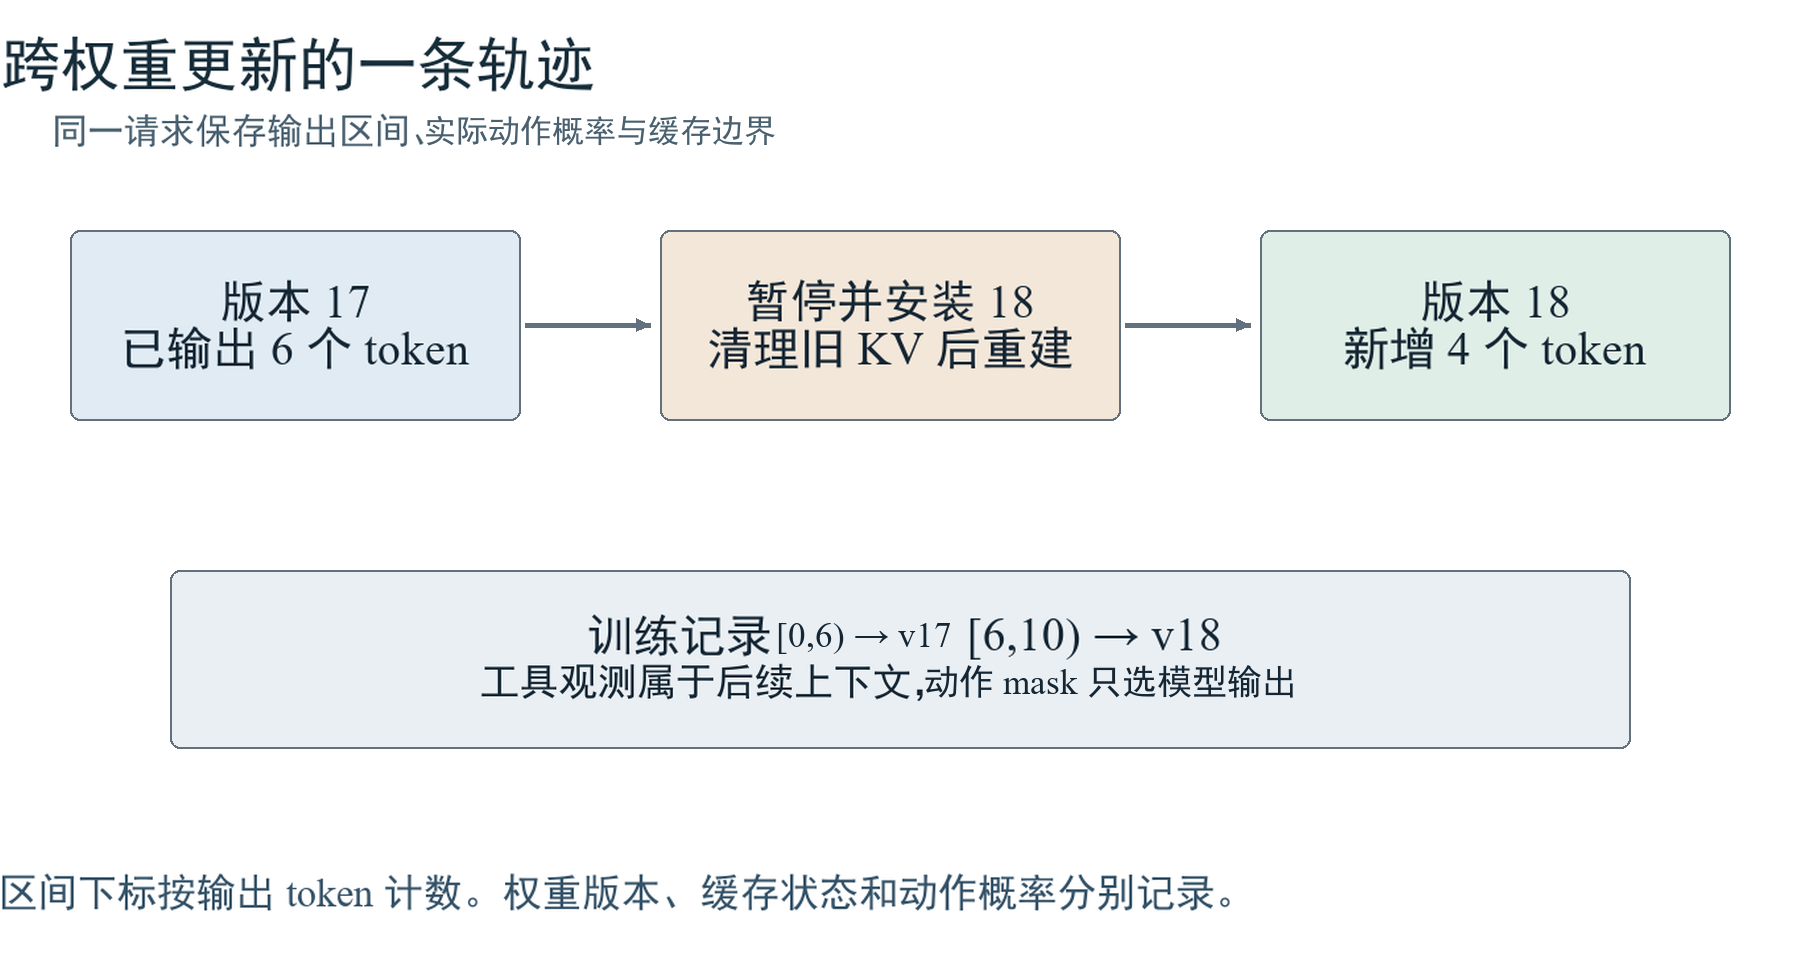 跨权重更新的一条轨迹
同一请求保存输出区间、实际动作概率与缓存边界
版本 17
已输出 6 个 token
暂停并安装 18
清理旧 KV 后重建
版本 18
新增 4 个 token
训练记录 [0,6) → v17 [6,10) → v18
工具观测属于后续上下文,动作 mask 只选模型输出
区间下标按输出 token 计数。权重版本、缓存状态和动作概率分别记录。